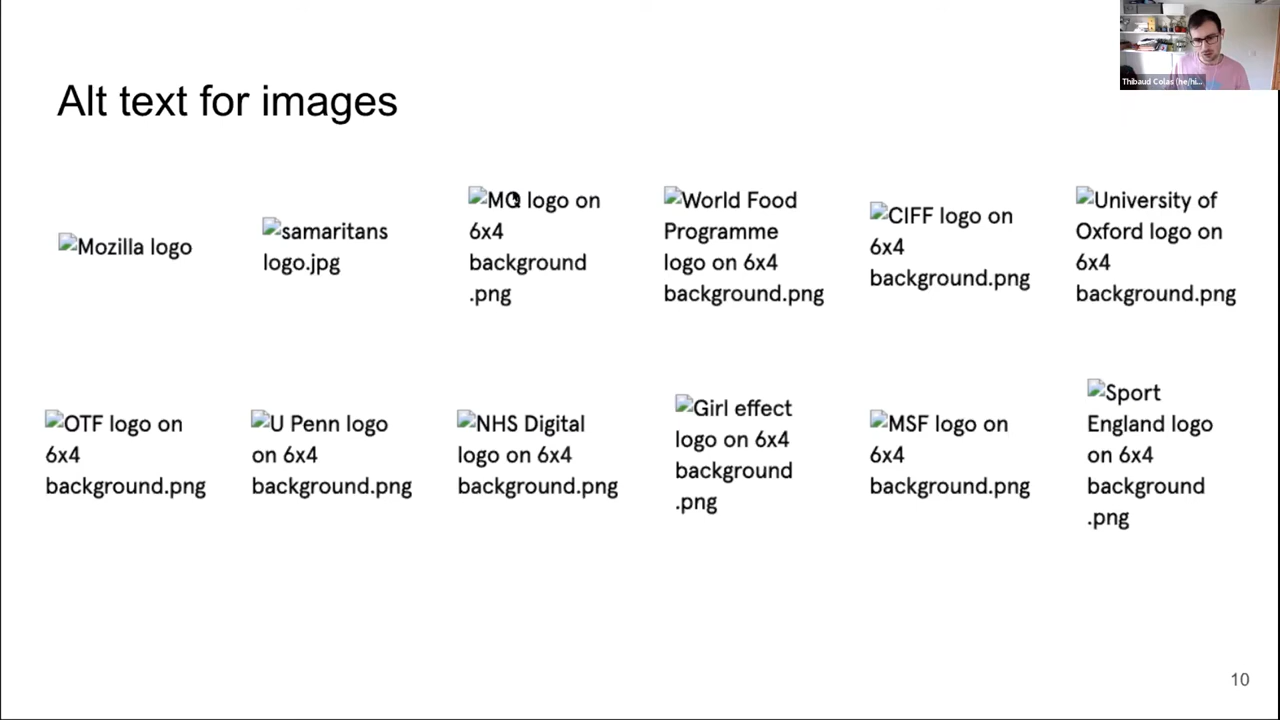 Alt text for images
Thibaud Colas (he/hi...
Mozilla logo
samaritans
logo.jpg
MQ logo on
6x4
background
.png
World Food
Programme
logo on 6x4
background.png
CIFF logo on
6x4
background.png
University of
Oxford logo on
6x4
background.png
OTF logo on
6x4
background.png
U Penn logo
on 6x4
background.png
NHS Digital
logo on 6x4
background.png
Girl effect
logo on 6x4
background
.png
MSF logo on
6x4
background.png
Sport
England logo
on 6x4
background
.png
10